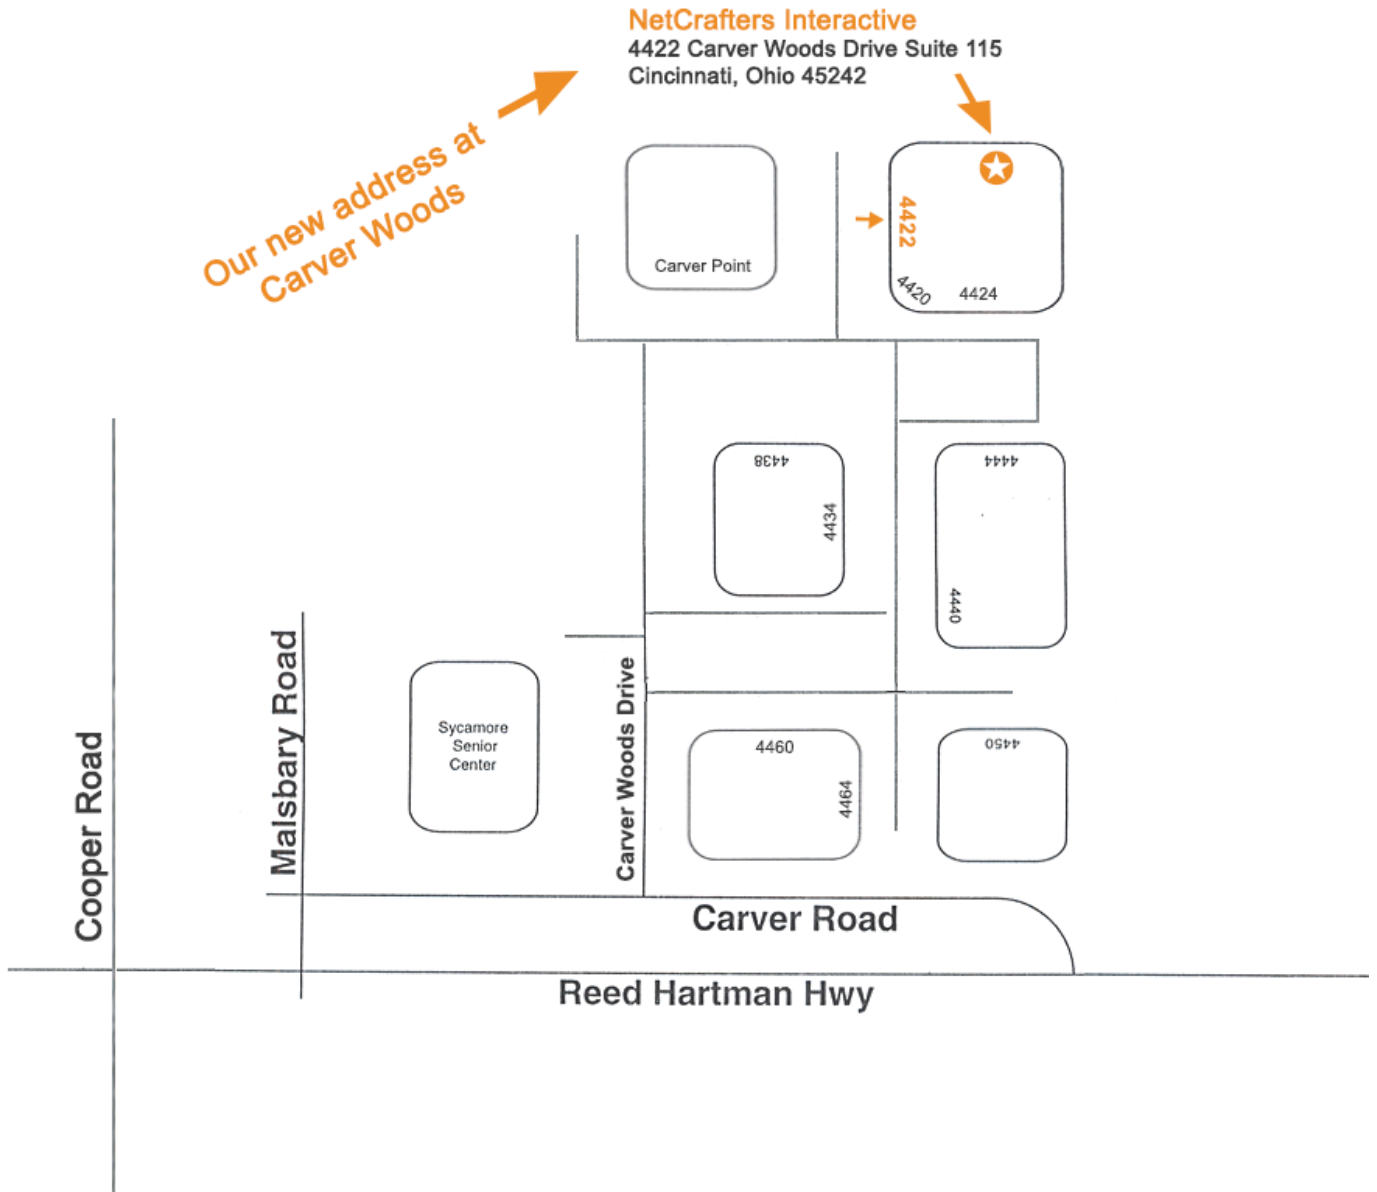 NetCrafters Interactive
4422 Carver Woods Drive Suite 115
Cincinnati, Ohio 45242
Our new address at
Carver Woods
Carver Point
4422
4420
4424
4438
4434
4444
4440
Sycamore
Senior
Center
Carver Woods Drive
Malsbary Road
Cooper Road
4460
4464
4450
Carver Road
Reed Hartman Hwy